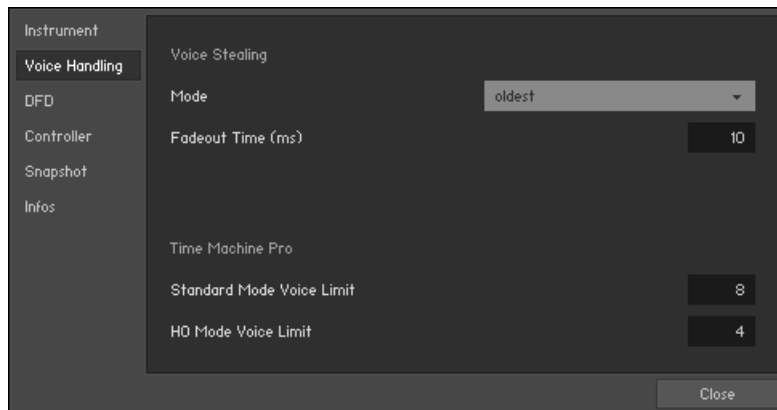 Instrument
Voice Handling
DFD
Controller
Snapshot
Infos
Voice Stealing
Mode oldest
Fadeout Time (ms) 10
Time Machine Pro
Standard Mode Voice Limit 8
HQ Mode Voice Limit 4
Close